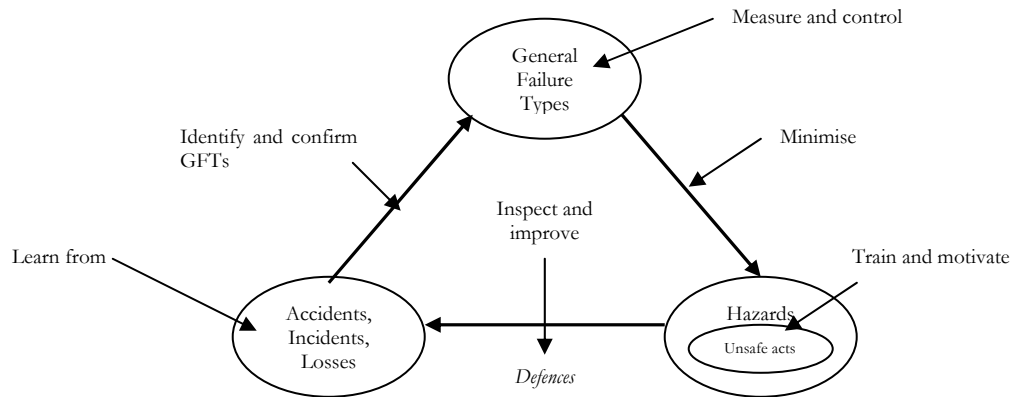 Measure and control
General
Failure
Types
Identify and confirm
GFTs
Minimise
Inspect and
improve
Learn from
Train and motivate
Accidents,
Incidents,
Losses
Hazards
Unsafe acts
Defences